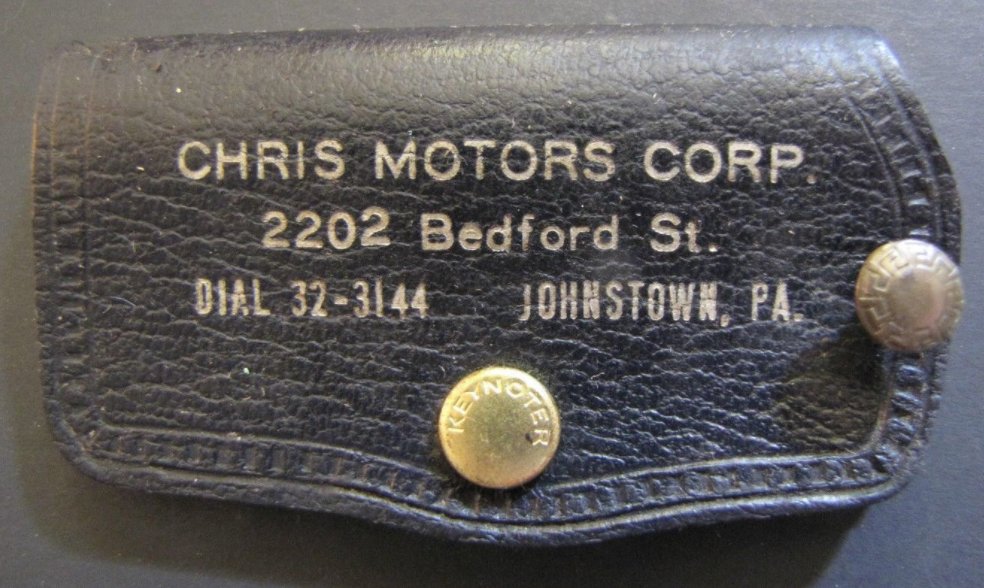 CHRIS MOTORS CORP.
2202 Bedford St.
DIAL 32-3144 JOHNSTOWN, PA.
KEYNOTER